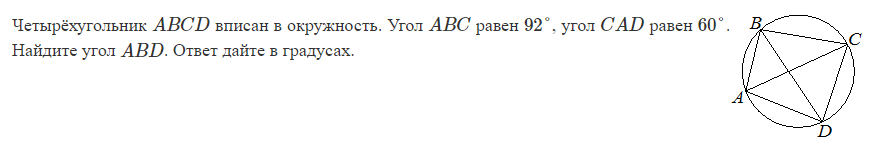 Четырёхугольник ABCD вписан в окружность. Угол ABC равен 92°, угол CAD равен 60°.
Найдите угол ABD. Ответ дайте в градусах.
B
C
A
D